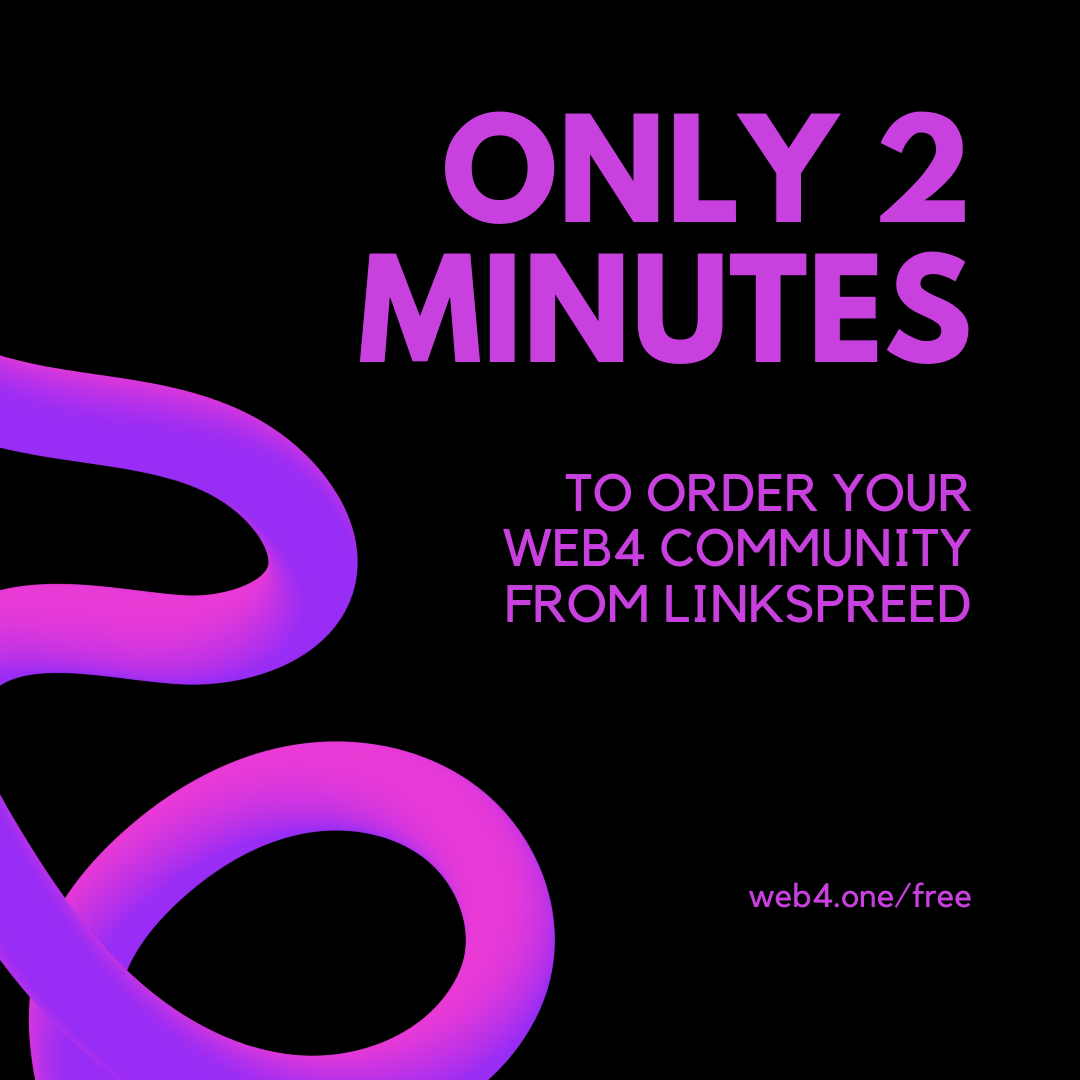 ONLY 2
MINUTES
TO ORDER YOUR
WEB4 COMMUNITY
FROM LINKSPREED
web4.one/free